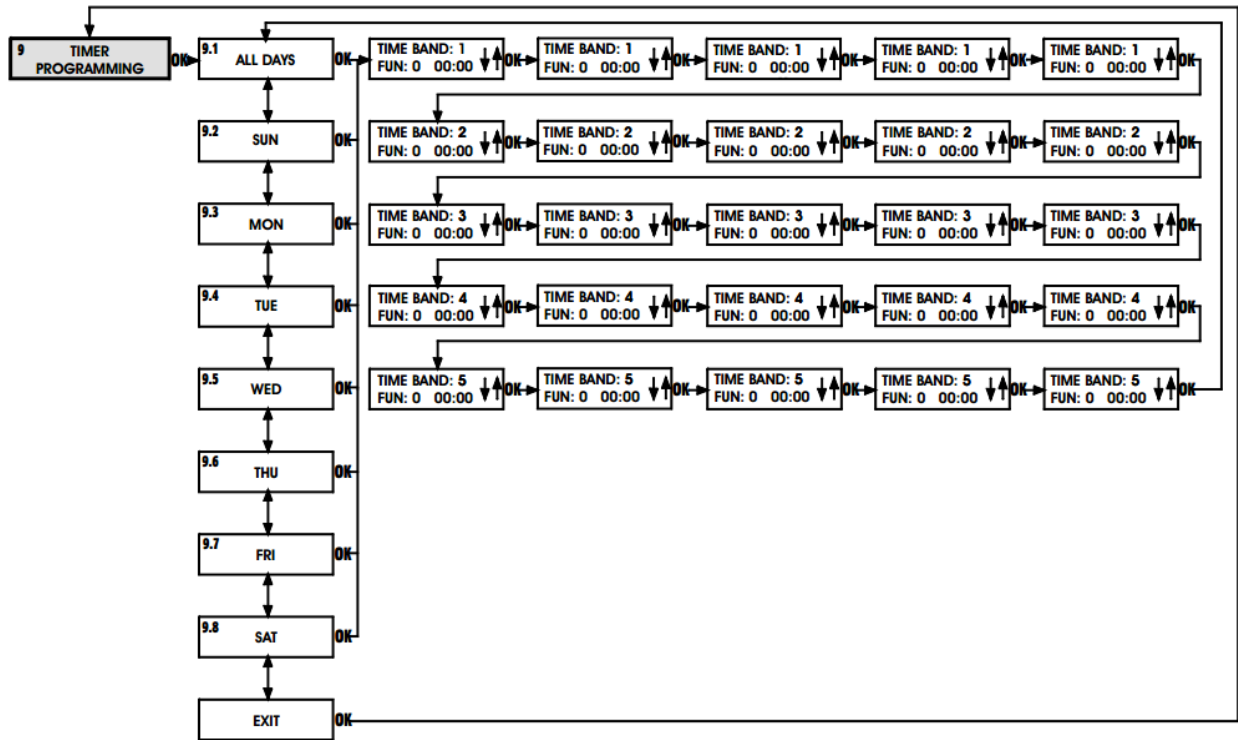 9 TIMER
PROGRAMMING
OK
9.1
ALL DAYS
OK
TIME BAND: 1
FUN: 0 00:00
OK
TIME BAND: 1
FUN: 0 00:00
OK
TIME BAND: 1
FUN: 0 00:00
OK
TIME BAND: 1
FUN: 0 00:00
OK
TIME BAND: 1
FUN: 0 00:00
OK
9.2
SUN
OK
TIME BAND: 2
FUN: 0 00:00
OK
TIME BAND: 2
FUN: 0 00:00
OK
TIME BAND: 2
FUN: 0 00:00
OK
TIME BAND: 2
FUN: 0 00:00
OK
TIME BAND: 2
FUN: 0 00:00
OK
9.3
MON
OK
TIME BAND: 3
FUN: 0 00:00
OK
TIME BAND: 3
FUN: 0 00:00
OK
TIME BAND: 3
FUN: 0 00:00
OK
TIME BAND: 3
FUN: 0 00:00
OK
TIME BAND: 3
FUN: 0 00:00
OK
9.4
TUE
OK
TIME BAND: 4
FUN: 0 00:00
OK
TIME BAND: 4
FUN: 0 00:00
OK
TIME BAND: 4
FUN: 0 00:00
OK
TIME BAND: 4
FUN: 0 00:00
OK
TIME BAND: 4
FUN: 0 00:00
OK
9.5
WED
OK
TIME BAND: 5
FUN: 0 00:00
OK
TIME BAND: 5
FUN: 0 00:00
OK
TIME BAND: 5
FUN: 0 00:00
OK
TIME BAND: 5
FUN: 0 00:00
OK
TIME BAND: 5
FUN: 0 00:00
OK
9.6
THU
OK
9.7
FRI
OK
9.8
SAT
OK
EXIT
OK